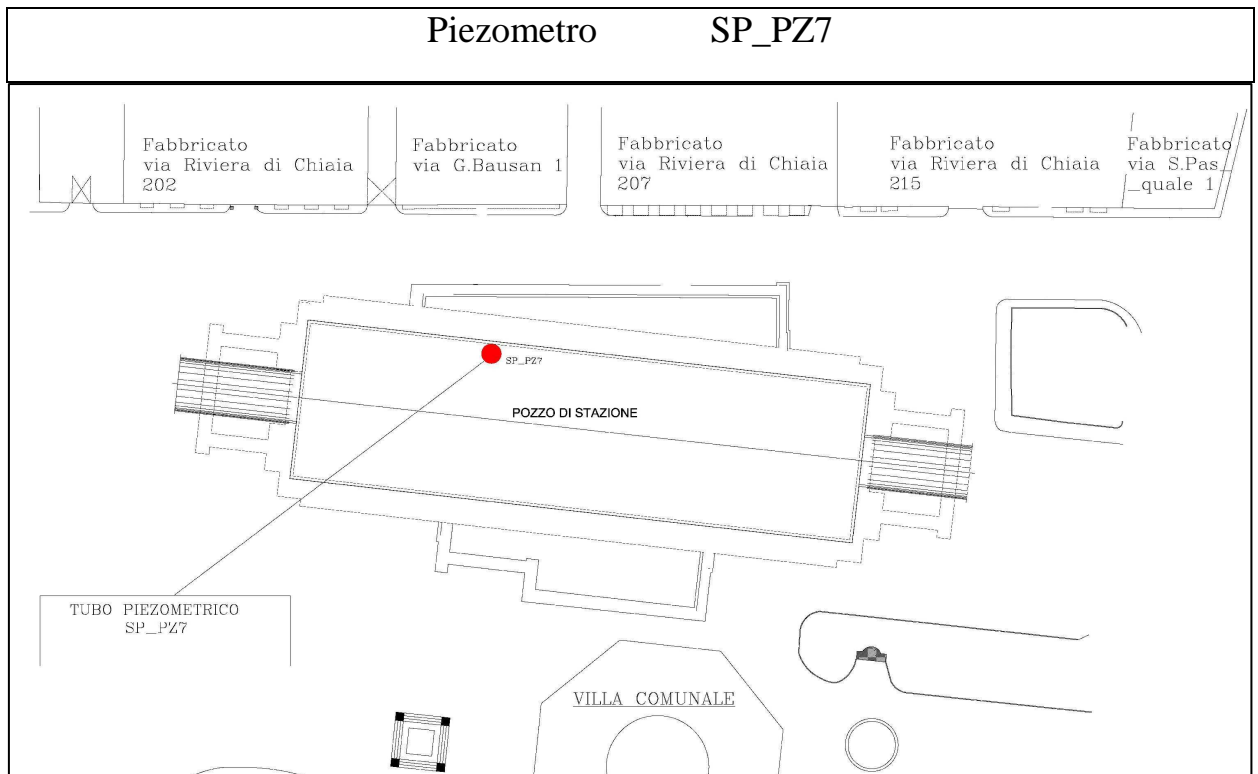 Piezometro SP_PZ7
Fabbricato
via Riviera di Chiaia
202
Fabbricato
via G.Bausan 1
Fabbricato
via Riviera di Chiaia
207
Fabbricato
via Riviera di Chiaia
215
Fabbricato
via S.Pas_
_quale 1
SP_PZ7
POZZO DI STAZIONE
TUBO PIEZOMETRICO
SP_PZ7
VILLA COMUNALE